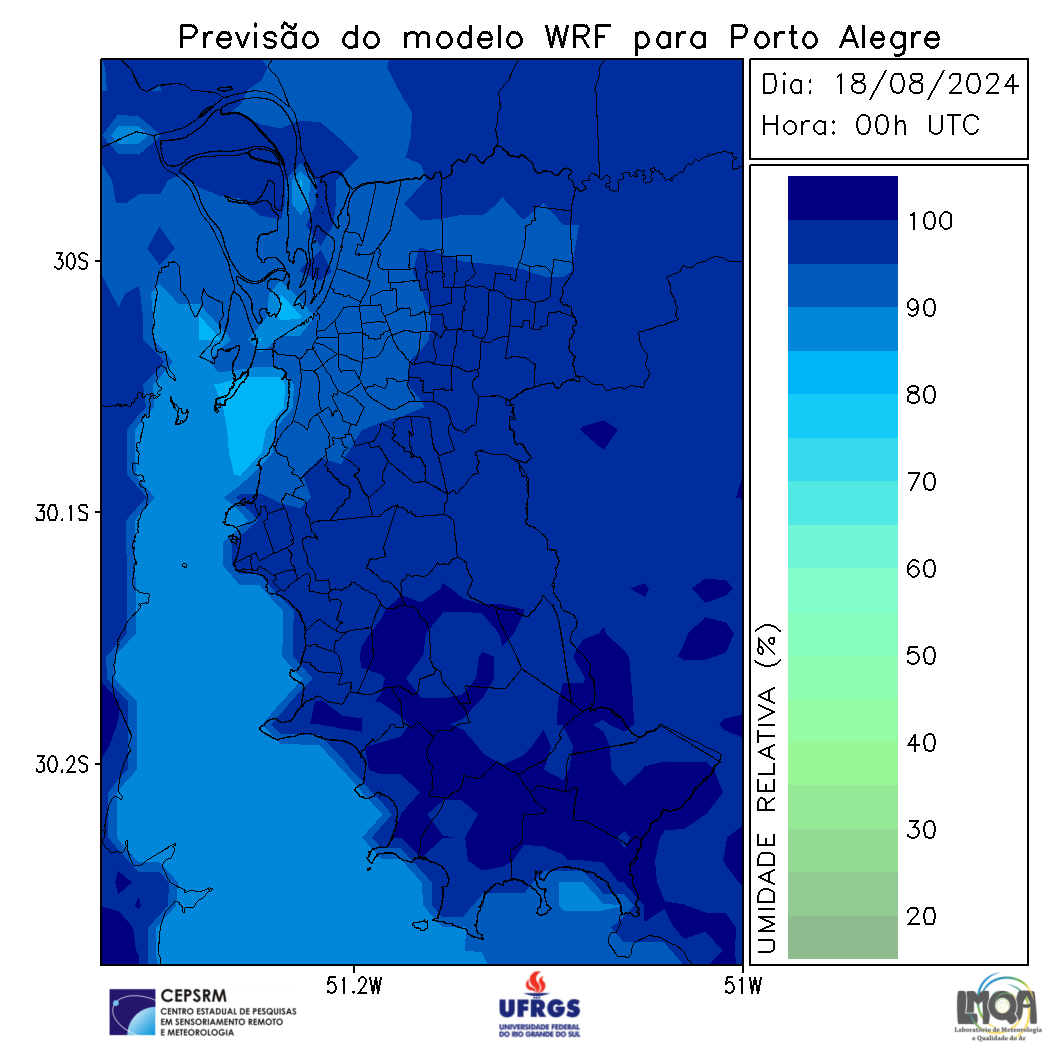 Previsão do modelo WRF para Porto Alegre
Dia: 18/08/2024
Hora: 00h UTC
30S
30.1S
30.2S
51.2W
51W
100
90
80
70
60
50
40
30
20
UMIDADE RELATIVA (%)
CEPSRM
CENTRO ESTADUAL DE PESQUISAS
EM SENSORIAMENTO REMOTO
E METEOROLOGIA
UFRGS
UNIVERSIDADE FEDERAL
DO RIO GRANDE DO SUL
LMQA
Laboratório de Meteorologia
e Qualidade do Ar